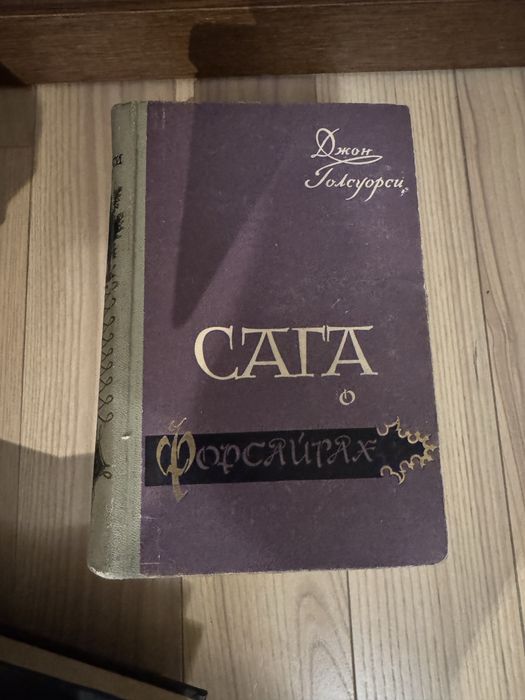 Джон
Голсуорси
САГА
о
Форсайтах